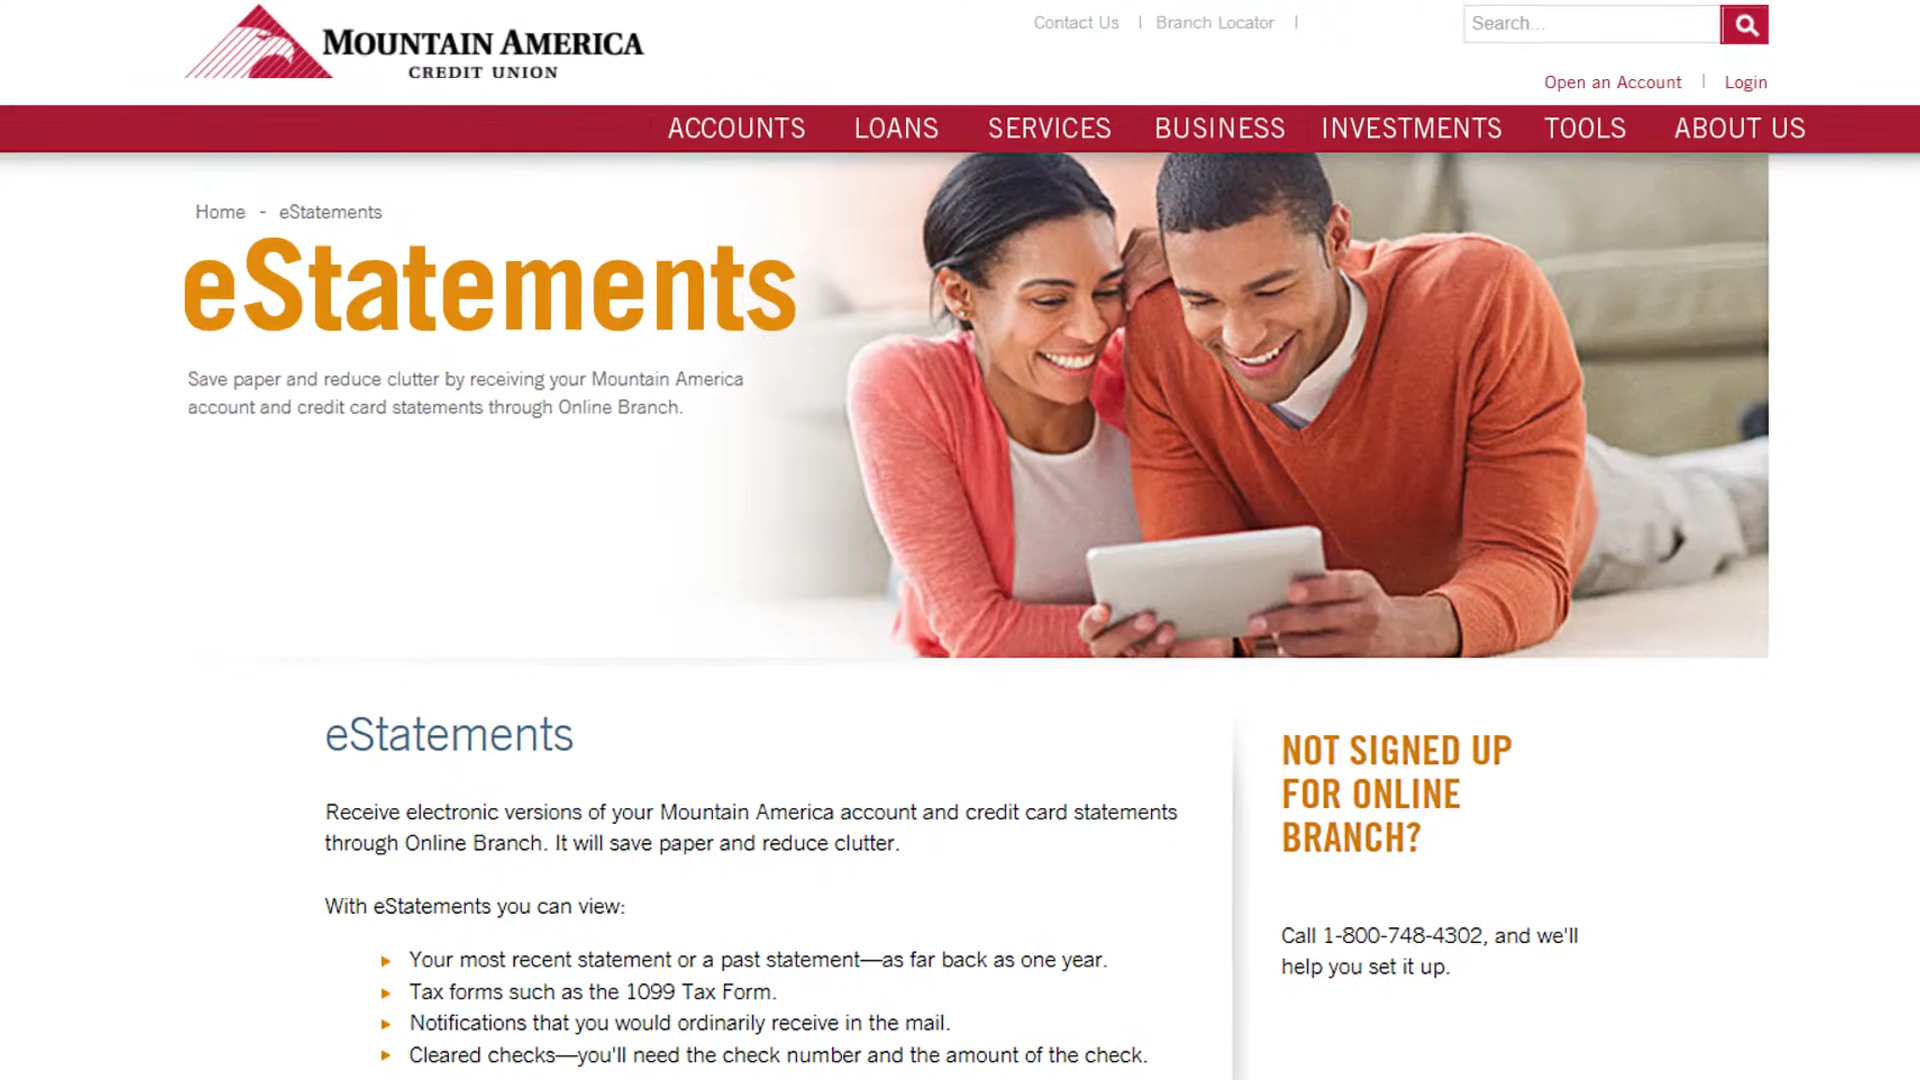 MOUNTAIN AMERICA
CREDIT UNION
Contact Us | Branch Locator |
Search...
Open an Account | Login
ACCOUNTS LOANS SERVICES BUSINESS INVESTMENTS TOOLS ABOUT US
Home - eStatements
eStatements
Save paper and reduce clutter by receiving your Mountain America
account and credit card statements through Online Branch.
eStatements
Receive electronic versions of your Mountain America account and credit card statements
through Online Branch. It will save paper and reduce clutter.
With eStatements you can view:
Your most recent statement or a past statement—as far back as one year.
Tax forms such as the 1099 Tax Form.
Notifications that you would ordinarily receive in the mail.
Cleared checks—you'll need the check number and the amount of the check.
NOT SIGNED UP
FOR ONLINE
BRANCH?
Call 1-800-748-4302, and we'll
help you set it up.